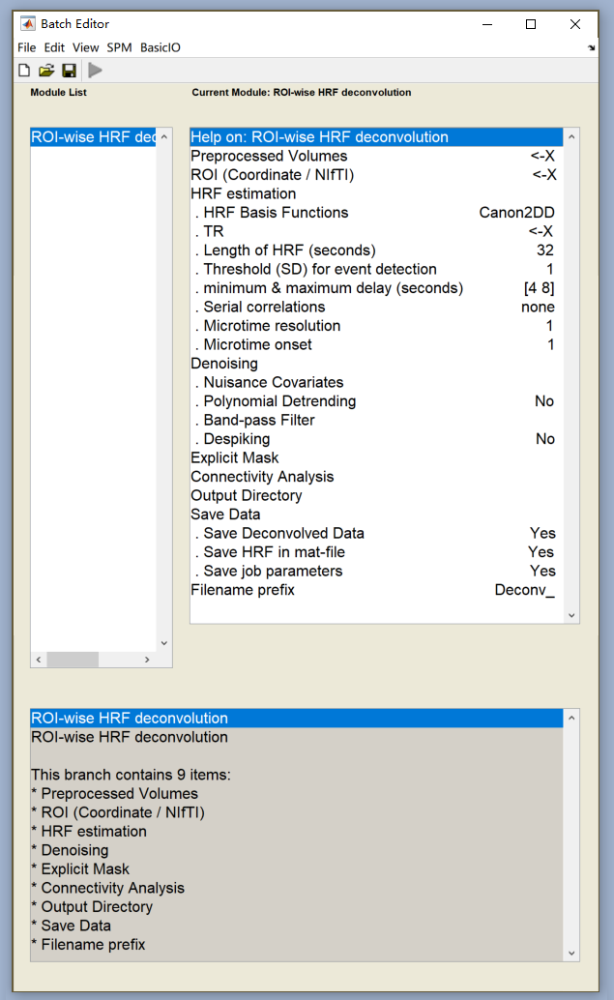 Batch Editor
File Edit View SPM BasicIO
Module List
Current Module: ROI-wise HRF deconvolution
ROI-wise HRF dec
Help on: ROI-wise HRF deconvolution
Preprocessed Volumes <-X
ROI (Coordinate / NIfTI) <-X
HRF estimation
. HRF Basis Functions Canon2DD
. TR <-X
. Length of HRF (seconds) 32
. Threshold (SD) for event detection 1
. minimum & maximum delay (seconds) [4 8]
. Serial correlations none
. Microtime resolution 1
. Microtime onset 1
Denoising
. Nuisance Covariates
. Polynomial Detrending No
. Band-pass Filter
. Despiking No
Explicit Mask
Connectivity Analysis
Output Directory
Save Data
. Save Deconvolved Data Yes
. Save HRF in mat-file Yes
. Save job parameters Yes
Filename prefix Deconv_
ROI-wise HRF deconvolution
ROI-wise HRF deconvolution
This branch contains 9 items:
* Preprocessed Volumes
* ROI (Coordinate / NIfTI)
* HRF estimation
* Denoising
* Explicit Mask
* Connectivity Analysis
* Output Directory
* Save Data
* Filename prefix